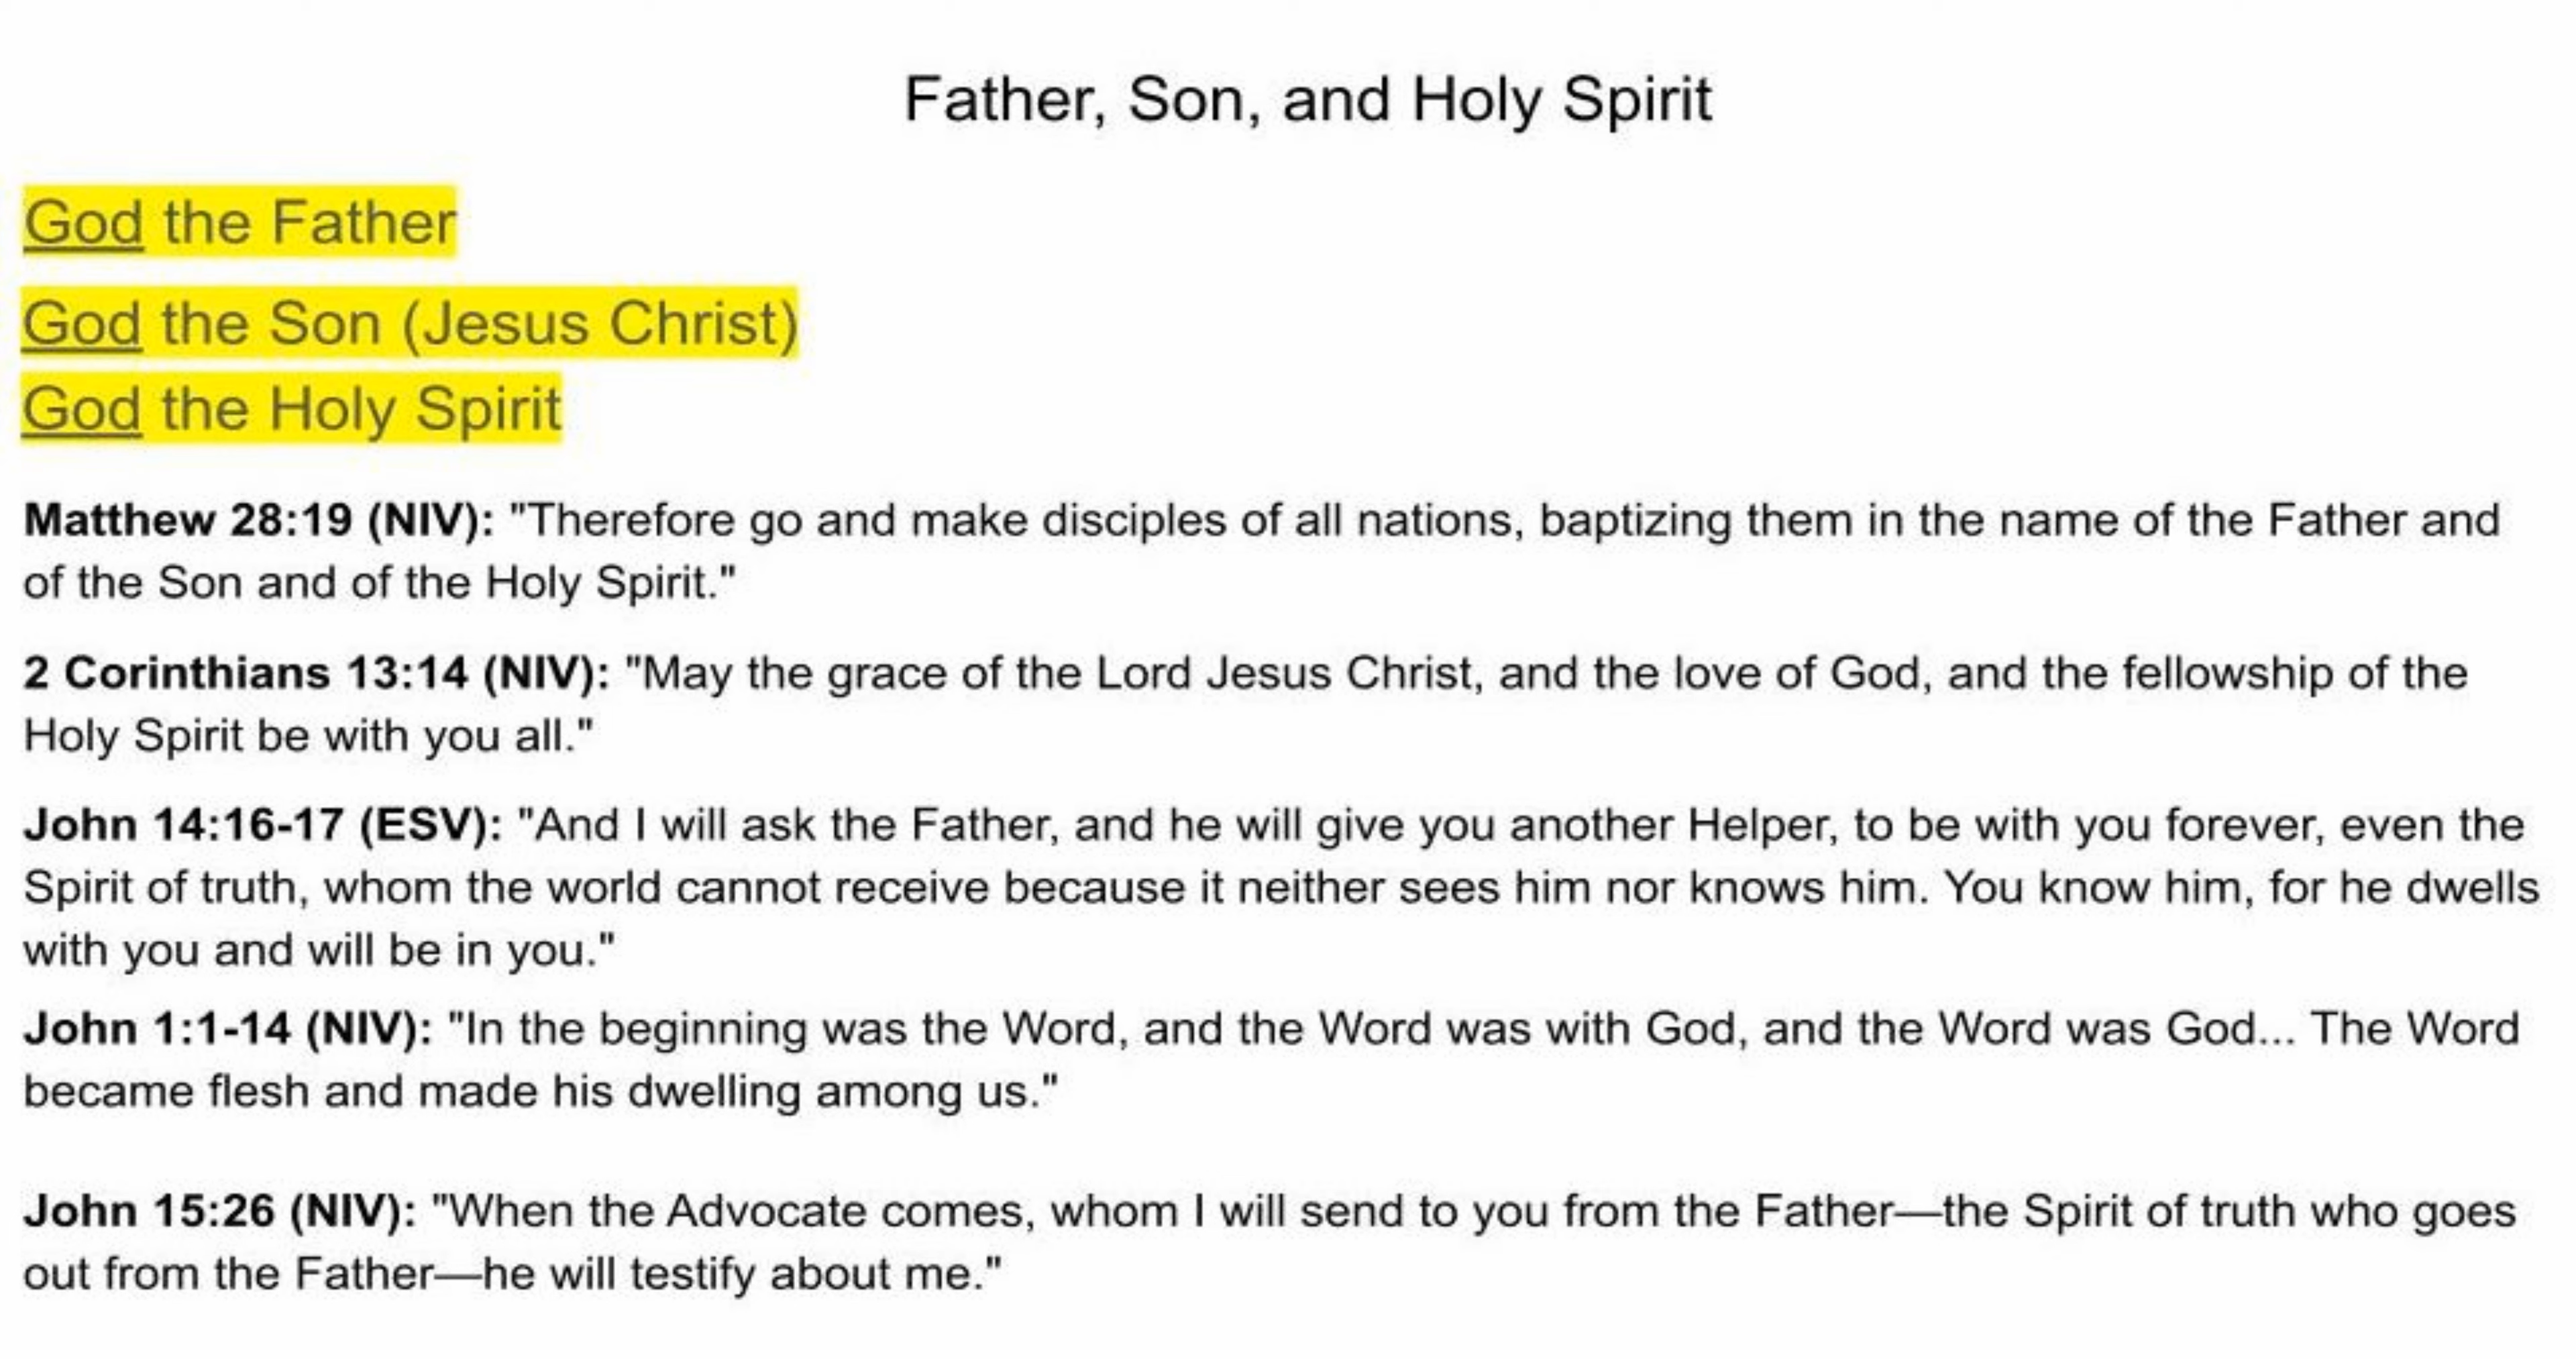 Father, Son, and Holy Spirit
God the Father
God the Son (Jesus Christ)
God the Holy Spirit
Matthew 28:19 (NIV): "Therefore go and make disciples of all nations, baptizing them in the name of the Father and
of the Son and of the Holy Spirit."
2 Corinthians 13:14 (NIV): "May the grace of the Lord Jesus Christ, and the love of God, and the fellowship of the
Holy Spirit be with you all."
John 14:16-17 (ESV): "And I will ask the Father, and he will give you another Helper, to be with you forever, even the
Spirit of truth, whom the world cannot receive because it neither sees him nor knows him. You know him, for he dwells
with you and will be in you."
John 1:1-14 (NIV): "In the beginning was the Word, and the Word was with God, and the Word was God... The Word
became flesh and made his dwelling among us."
John 15:26 (NIV): "When the Advocate comes, whom I will send to you from the Father—the Spirit of truth who goes
out from the Father—he will testify about me."